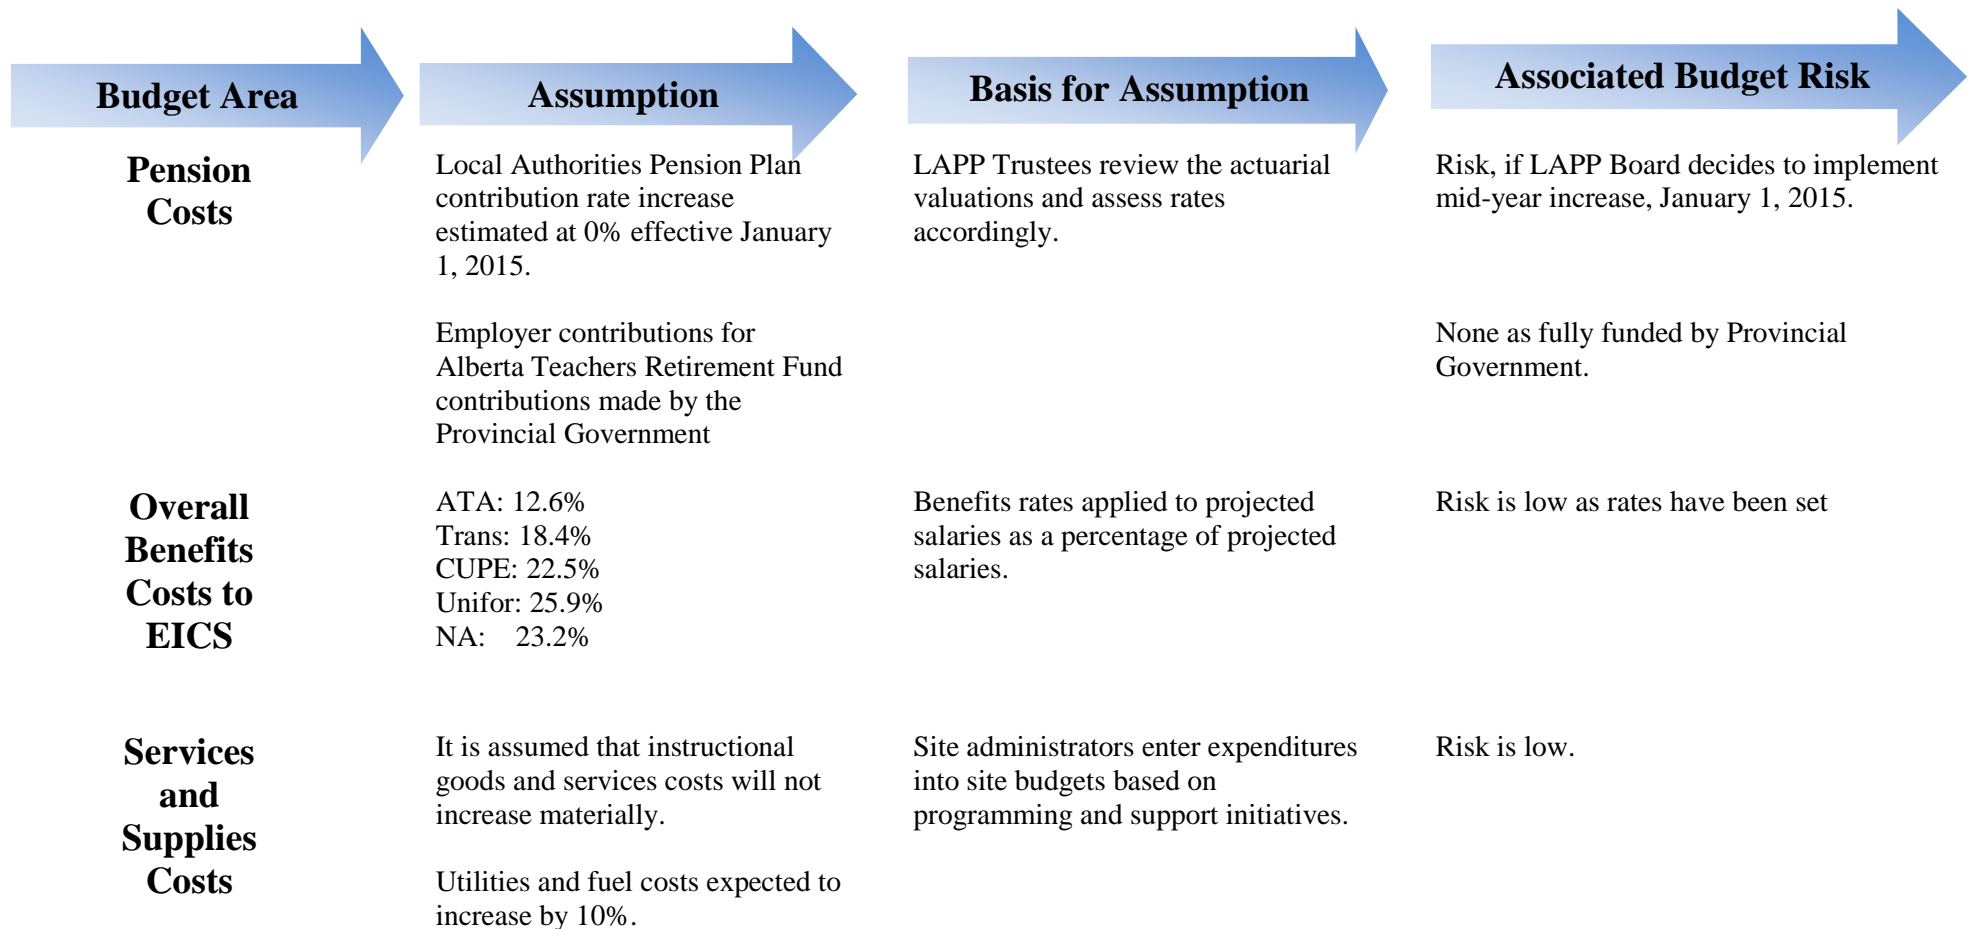 Budget Area
Assumption
Basis for Assumption
Associated Budget Risk
Pension
Costs
Local Authorities Pension Plan
contribution rate increase
estimated at 0% effective January
1, 2015.
LAPP Trustees review the actuarial
valuations and assess rates
accordingly.
Risk, if LAPP Board decides to implement
mid-year increase, January 1, 2015.
Employer contributions for
Alberta Teachers Retirement Fund
contributions made by the
Provincial Government
None as fully funded by Provincial
Government.
Overall
Benefits
Costs to
EICS
ATA: 12.6%
Trans: 18.4%
CUPE: 22.5%
Unifor: 25.9%
NA: 23.2%
Benefits rates applied to projected
salaries as a percentage of projected
salaries.
Risk is low as rates have been set
Services
and
Supplies
Costs
It is assumed that instructional
goods and services costs will not
increase materially.
Utilities and fuel costs expected to
increase by 10%.
Site administrators enter expenditures
into site budgets based on
programming and support initiatives.
Risk is low.